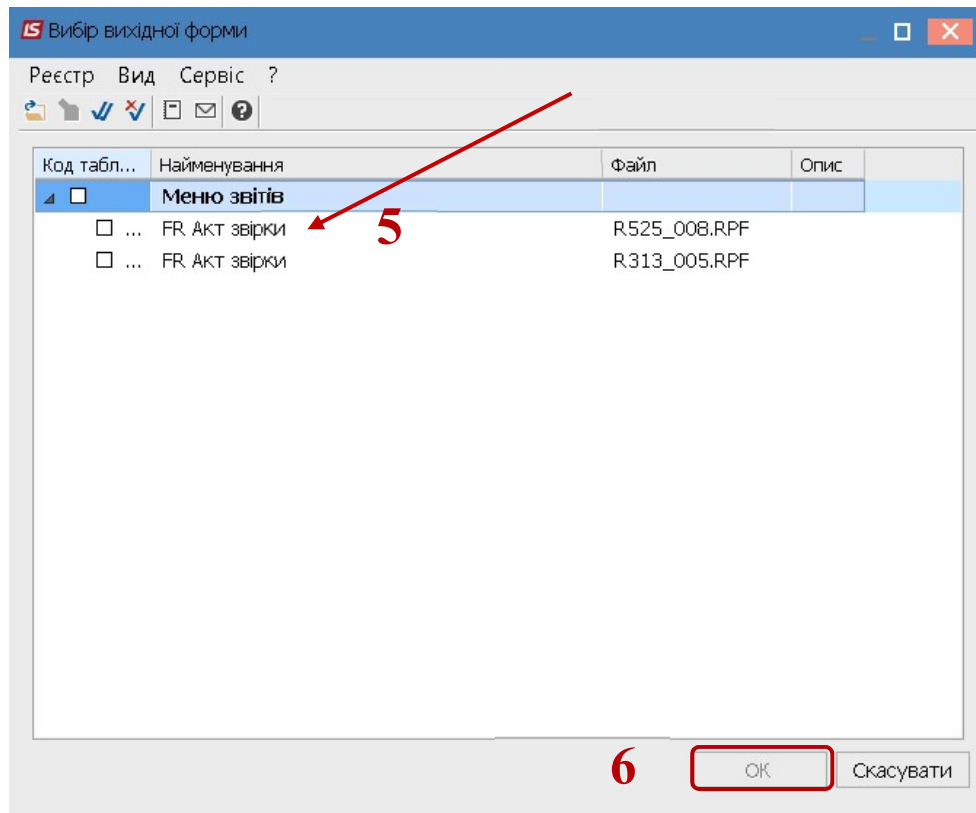 IS Вибір вихідної форми
Реєстр Вид Сервіс ?
Код табл... Найменування Файл Опис
Меню звітів
... FR Акт звірки 5 R525_008.RPF
... FR Акт звірки R313_005.RPF
6 ОК Скасувати